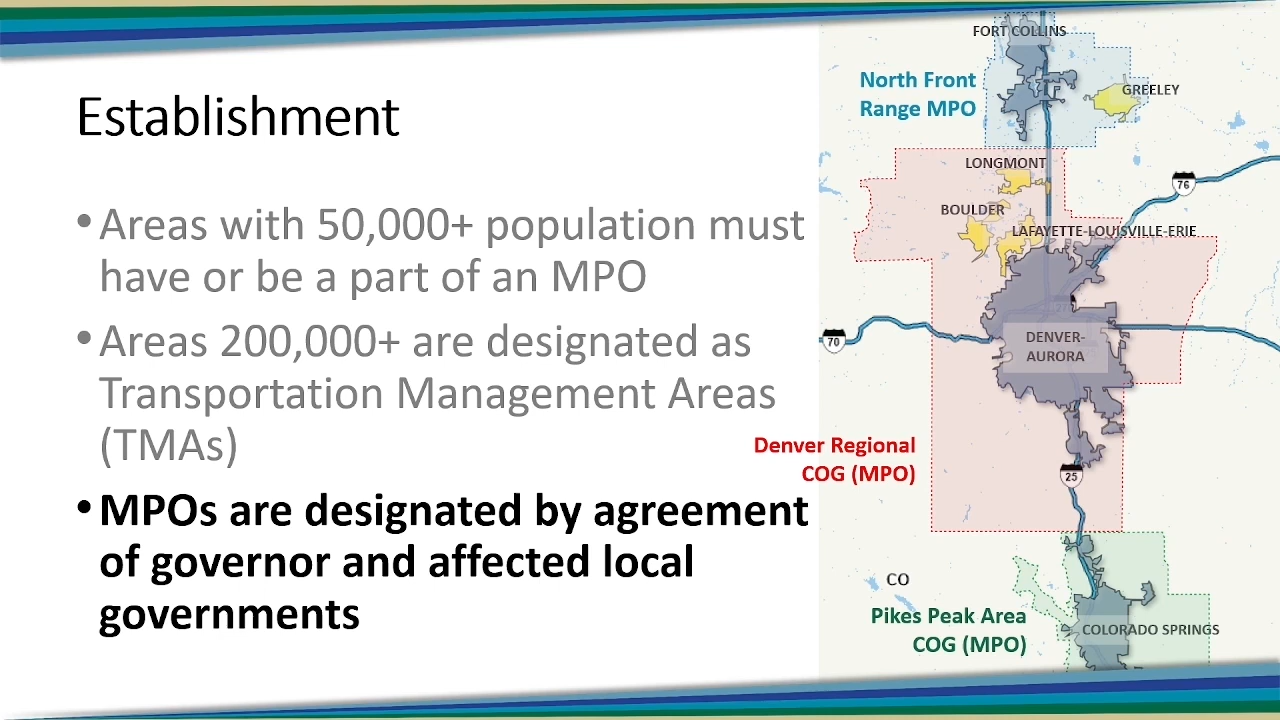 Establishment
• Areas with 50,000+ population must
have or be a part of an MPO
• Areas 200,000+ are designated as
Transportation Management Areas
(TMAs)
• MPOs are designated by agreement
of governor and affected local
governments
FORT COLLINS
North Front
Range MPO
GREELEY
LONGMONT
76
BOULDER
LAFAYETTE-LOUISVILLE-ERIE
70
DENVER-
AURORA
Denver Regional
COG (MPO)
25
CO
Pikes Peak Area
COG (MPO)
COLORADO SPRINGS